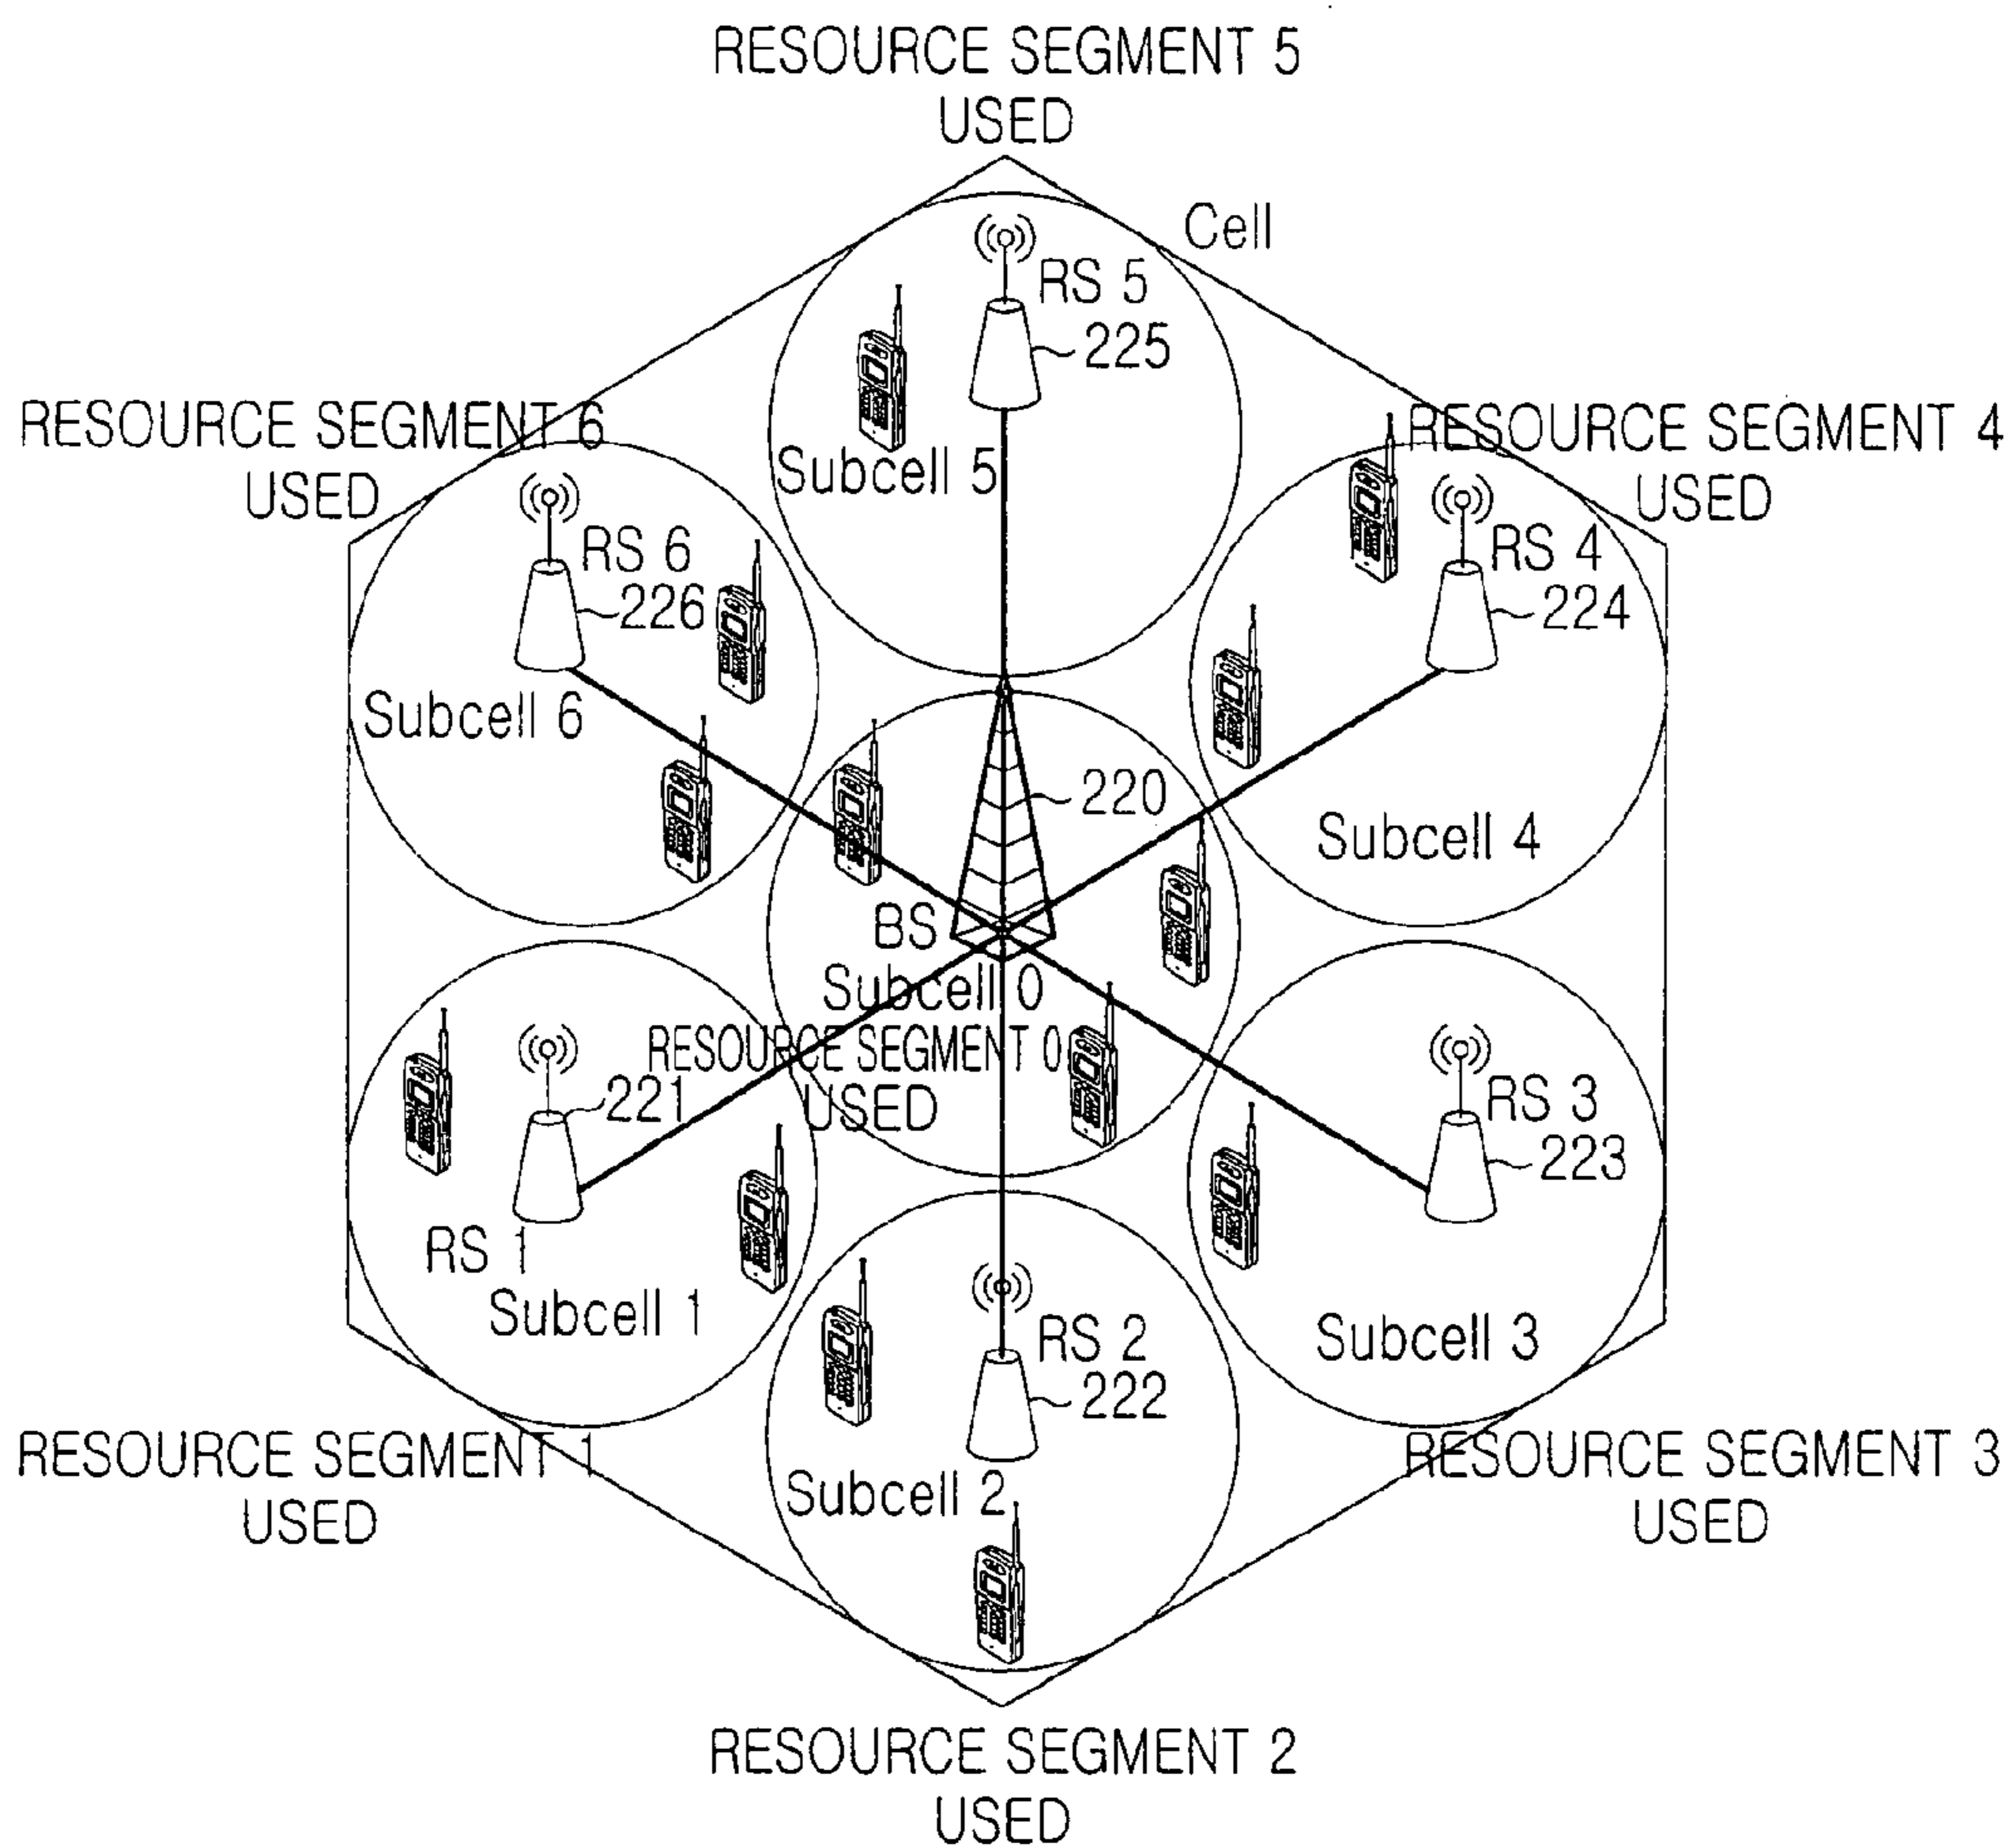 RESOURCE SEGMENT 5
USED
Cell
RS 5
225
Subcell 5
RESOURCE SEGMENT 6
USED
RESOURCE SEGMENT 4
USED
RS 6
226
Subcell 6
RS 4
224
Subcell 4
220
BS
Subcell 0
RESOURCE SEGMENT 0
USED
221
RS 1
Subcell 1
RS 3
223
Subcell 3
RS 2
222
Subcell 2
RESOURCE SEGMENT 1
USED
RESOURCE SEGMENT 3
USED
RESOURCE SEGMENT 2
USED